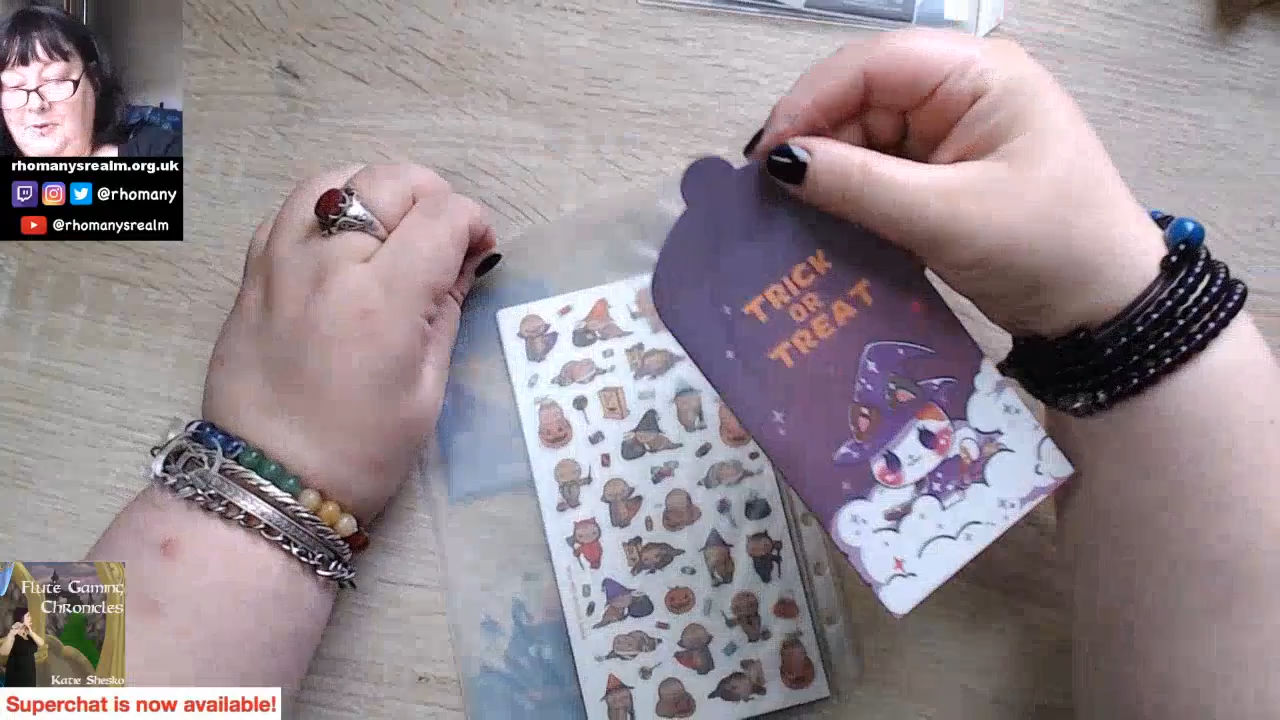 rhomanysrealm.org.uk
@rhomany
@rhomanysrealm
TRICK
OR
TREAT
Flute Gaming
Chronicles
Katie Shesko
Superchat is now available!